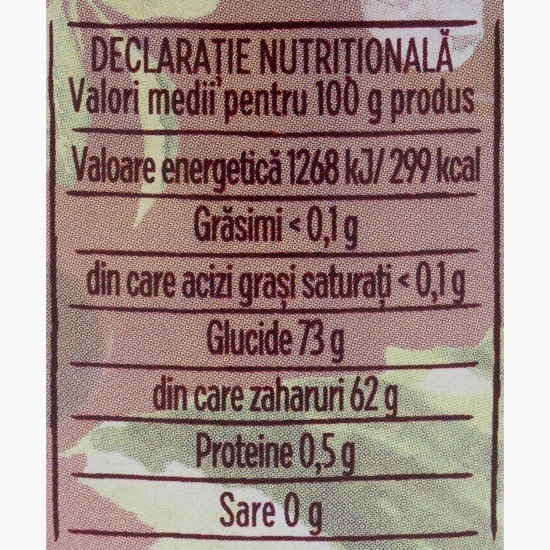 DECLARAȚIE NUTRIȚIONALĂ
Valori medii pentru 100 g produs
Valoare energetică 1268 kJ/ 299 kcal
Grăsimi < 0,1 g
din care acizi grași saturați < 0,1 g
Glucide 73 g
din care zaharuri 62 g
Proteine 0,5 g
Sare 0 g